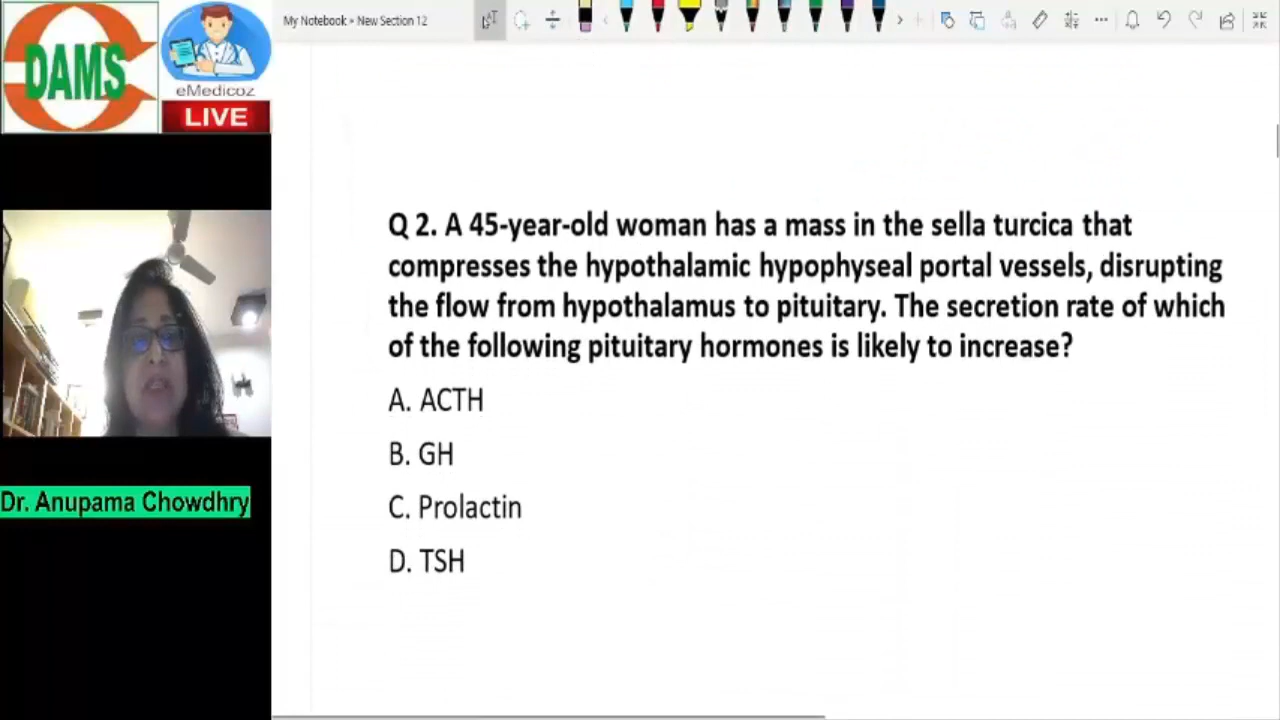 DAMS
eMedicoz
LIVE
My Notebook » New Section 12
Q 2. A 45-year-old woman has a mass in the sella turcica that
compresses the hypothalamic hypophyseal portal vessels, disrupting
the flow from hypothalamus to pituitary. The secretion rate of which
of the following pituitary hormones is likely to increase?
A. ACTH
B. GH
C. Prolactin
D. TSH
Dr. Anupama Chowdhry